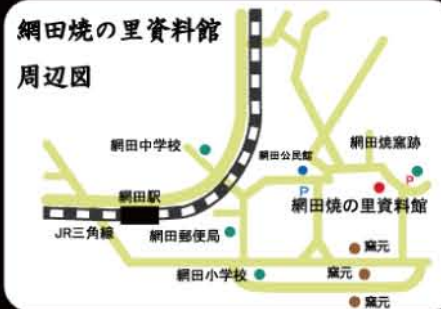 網田焼の里資料館
周辺図
網田中学校
網田公民館
網田焼窯跡
P
P
網田駅
網田焼の里資料館
JR三角線
網田郵便局
窯元
網田小学校
窯元
窯元